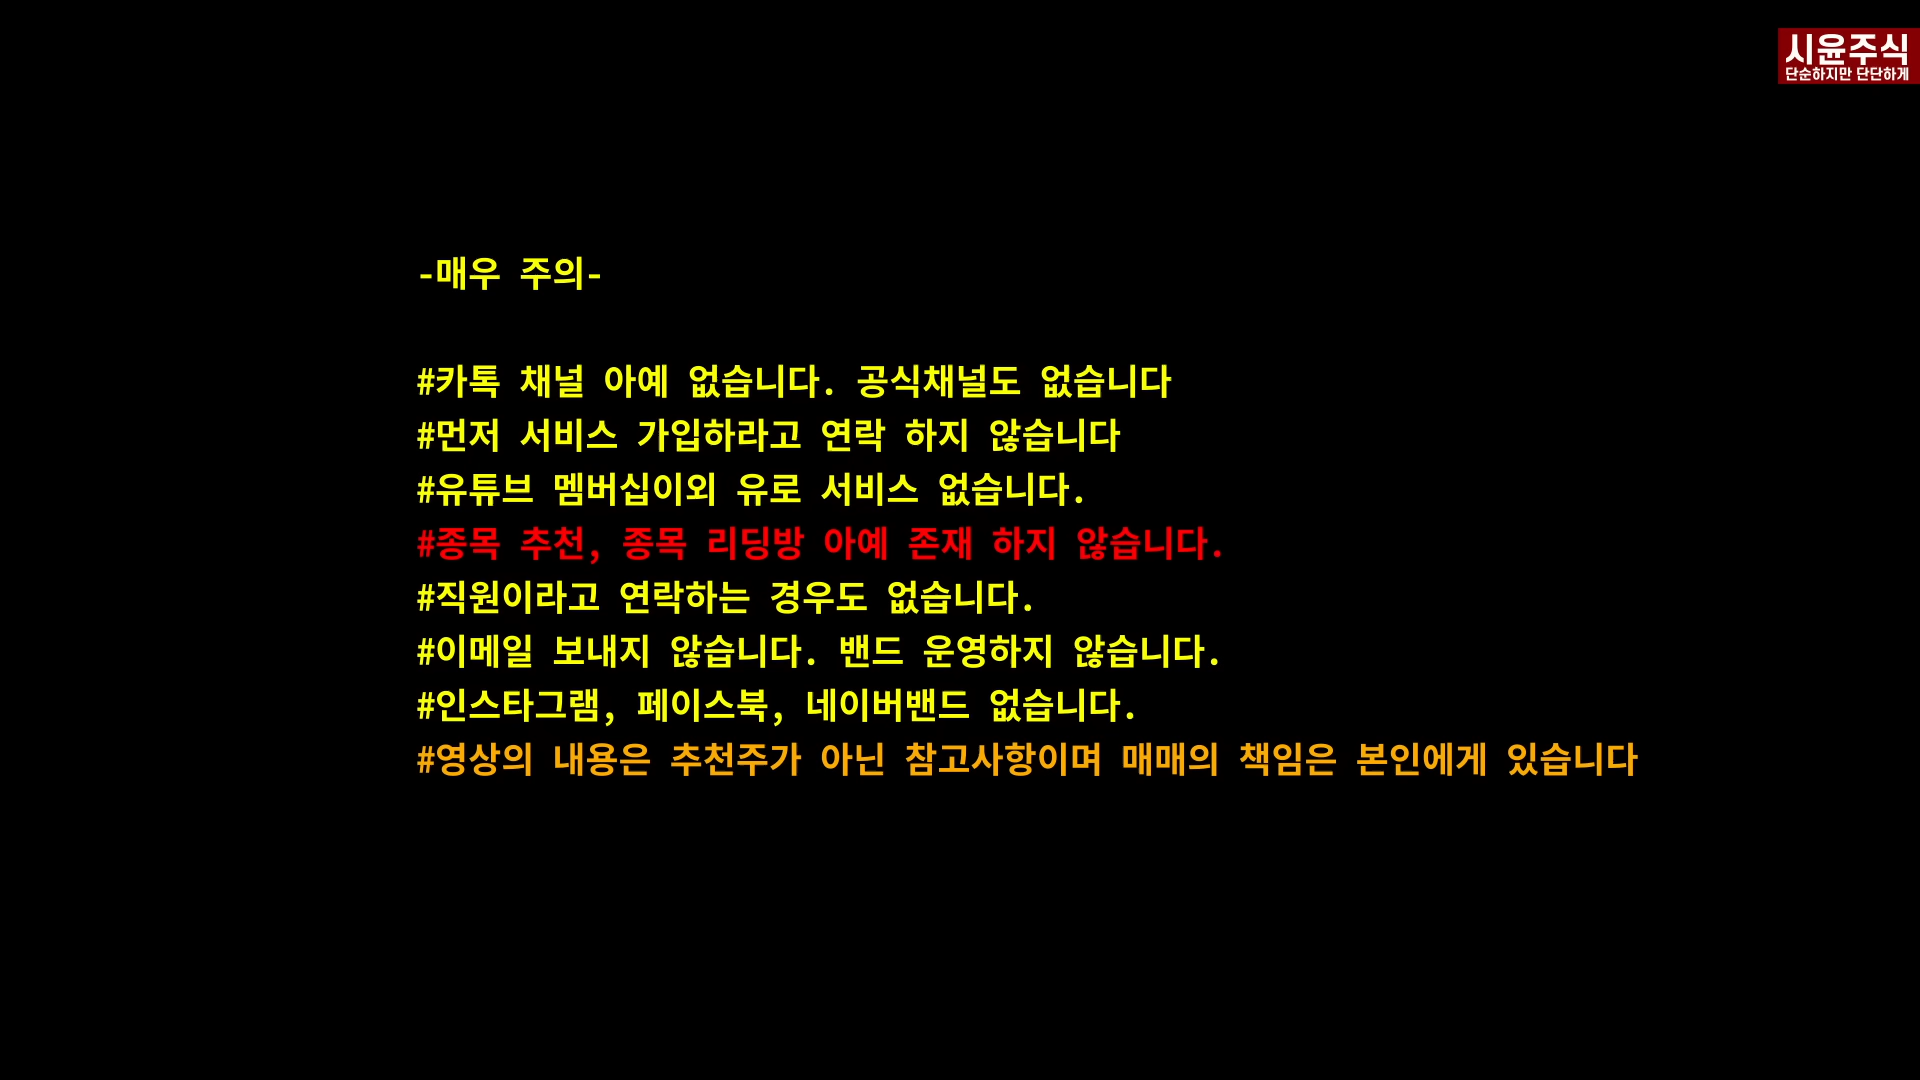 시윤주식
단순하지만 단단하게
-매우 주의-
#카톡 채널 아예 없습니다. 공식채널도 없습니다
#먼저 서비스 가입하라고 연락 하지 않습니다
#유튜브 멤버십이외 유로 서비스 없습니다.
#종목 추천, 종목 리딩방 아예 존재 하지 않습니다.
#직원이라고 연락하는 경우도 없습니다.
#이메일 보내지 않습니다. 밴드 운영하지 않습니다.
#인스타그램, 페이스북, 네이버밴드 없습니다.
#영상의 내용은 추천주가 아닌 참고사항이며 매매의 책임은 본인에게 있습니다